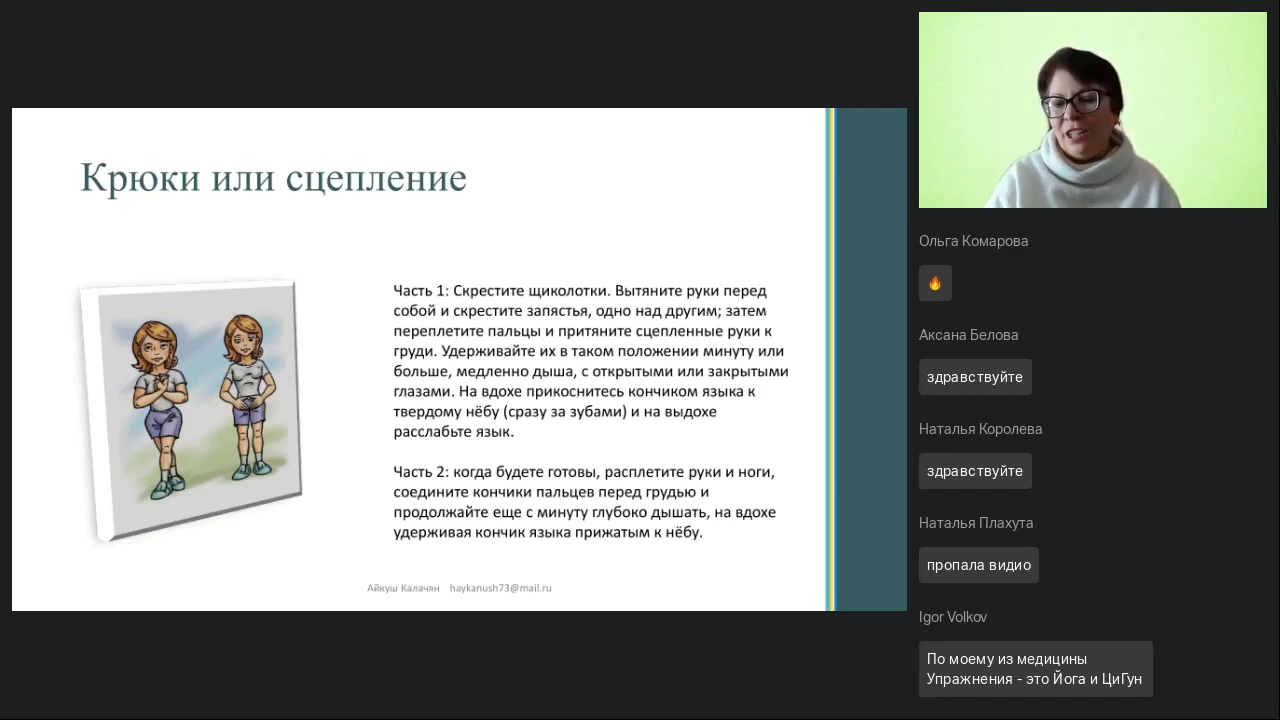 Крюки или сцепление
Часть 1: Скрестите щиколотки. Вытяните руки перед
собой и скрестите запястья, одно над другим; затем
переплетите пальцы и притяните сцепленные руки к
груди. Удерживайте их в таком положении минуту или
больше, медленно дыша, с открытыми или закрытыми
глазами. На вдохе прикоснитесь кончиком языка к
твердому нёбу (сразу за зубами) и на выдохе
расслабьте язык.
Часть 2: когда будете готовы, расплетите руки и ноги,
соедините кончики пальцев перед грудью и
продолжайте еще с минуту глубоко дышать, на вдохе
удерживая кончик языка прижатым к нёбу.
Айкуш Калачян haykanush73@mail.ru
Ольга Комарова
🔥
Аксана Белова
здравствуйте
Наталья Королева
здравствуйте
Наталья Плахута
пропала видио
Igor Volkov
По моему из медицины
Упражнения - это Йога и ЦиГун